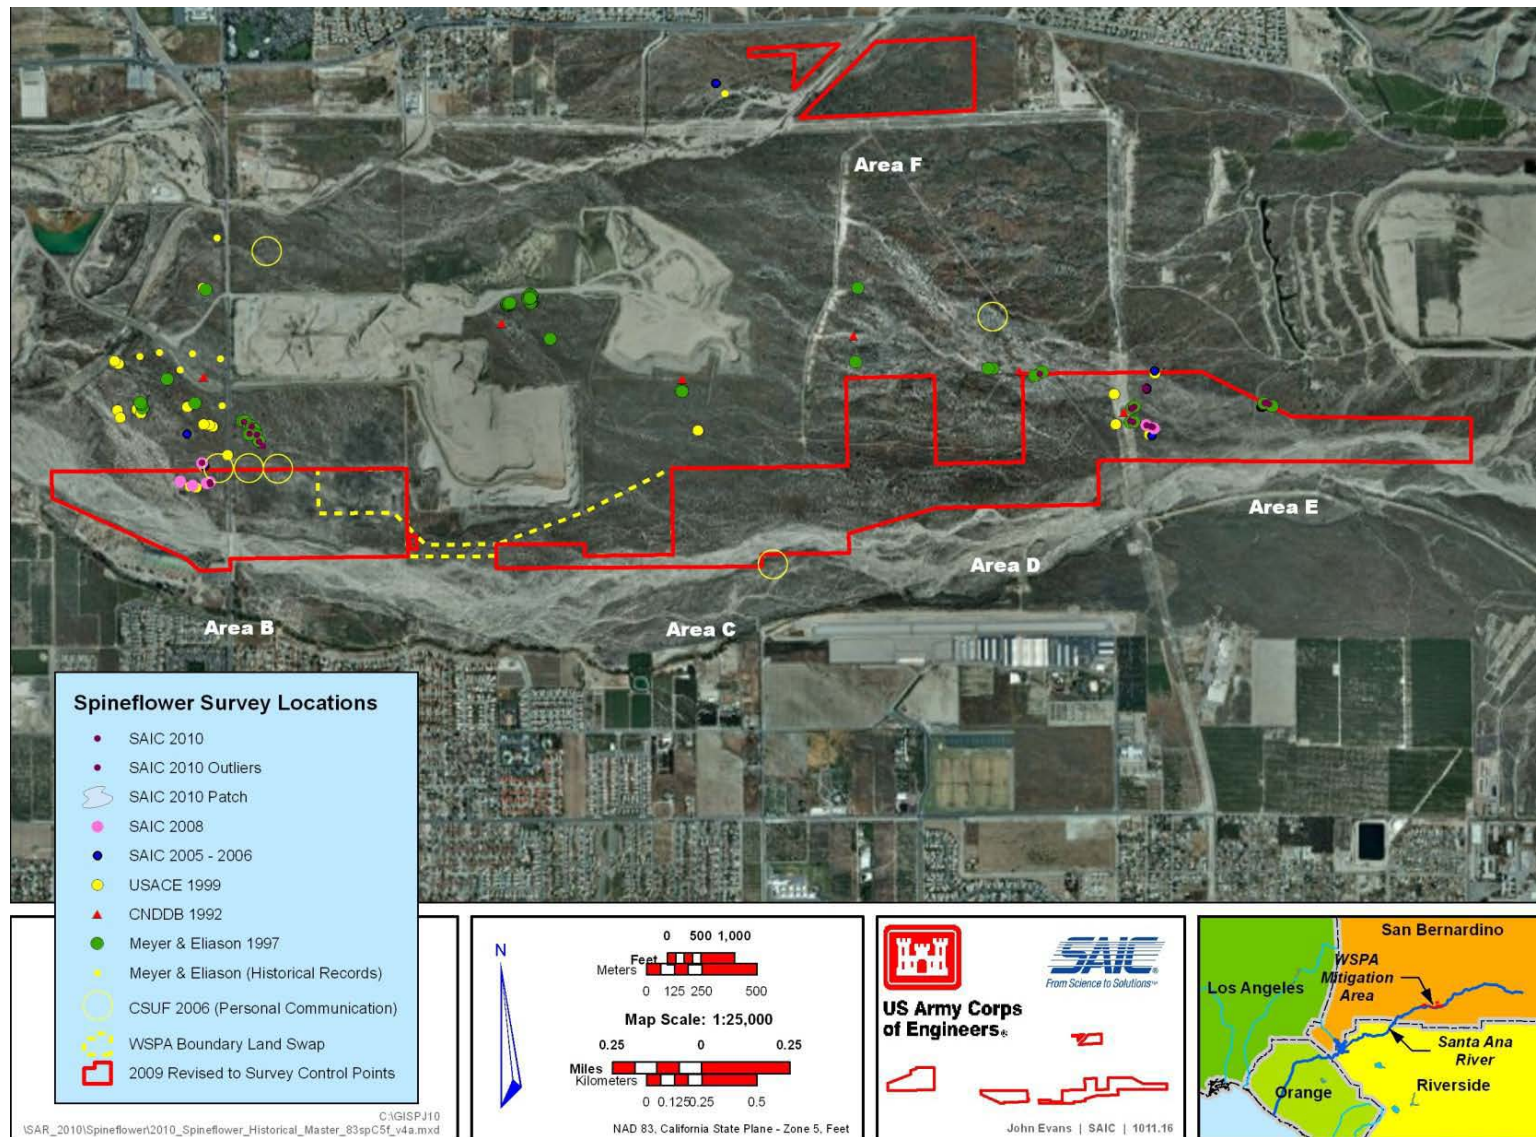 Area F
Area E
Area D
Area B
Area C
Spineflower Survey Locations
SAIC 2010
SAIC 2010 Outliers
SAIC 2010 Patch
SAIC 2008
SAIC 2005 - 2006
USACE 1999
CNDDB 1992
Meyer & Eliason 1997
Meyer & Eliason (Historical Records)
CSUF 2006 (Personal Communication)
WSPA Boundary Land Swap
2009 Revised to Survey Control Points
C:\GISPJ10
\SAR_2010\Spineflower\2010_Spineflower_Historical_Master_83spC5f_v4a.mxd
N
0 500 1,000
Feet
Meters
0 125 250 500
Map Scale: 1:25,000
0.25 0 0.25
Miles
Kilometers
0 0.125 0.25 0.5
NAD 83, California State Plane - Zone 5, Feet
SAIC®
From Science to Solutions™
US Army Corps
of Engineers®
John Evans | SAIC | 1011.16
San Bernardino
WSPA
Mitigation
Area
Los Angeles
Santa Ana
River
Riverside
Orange